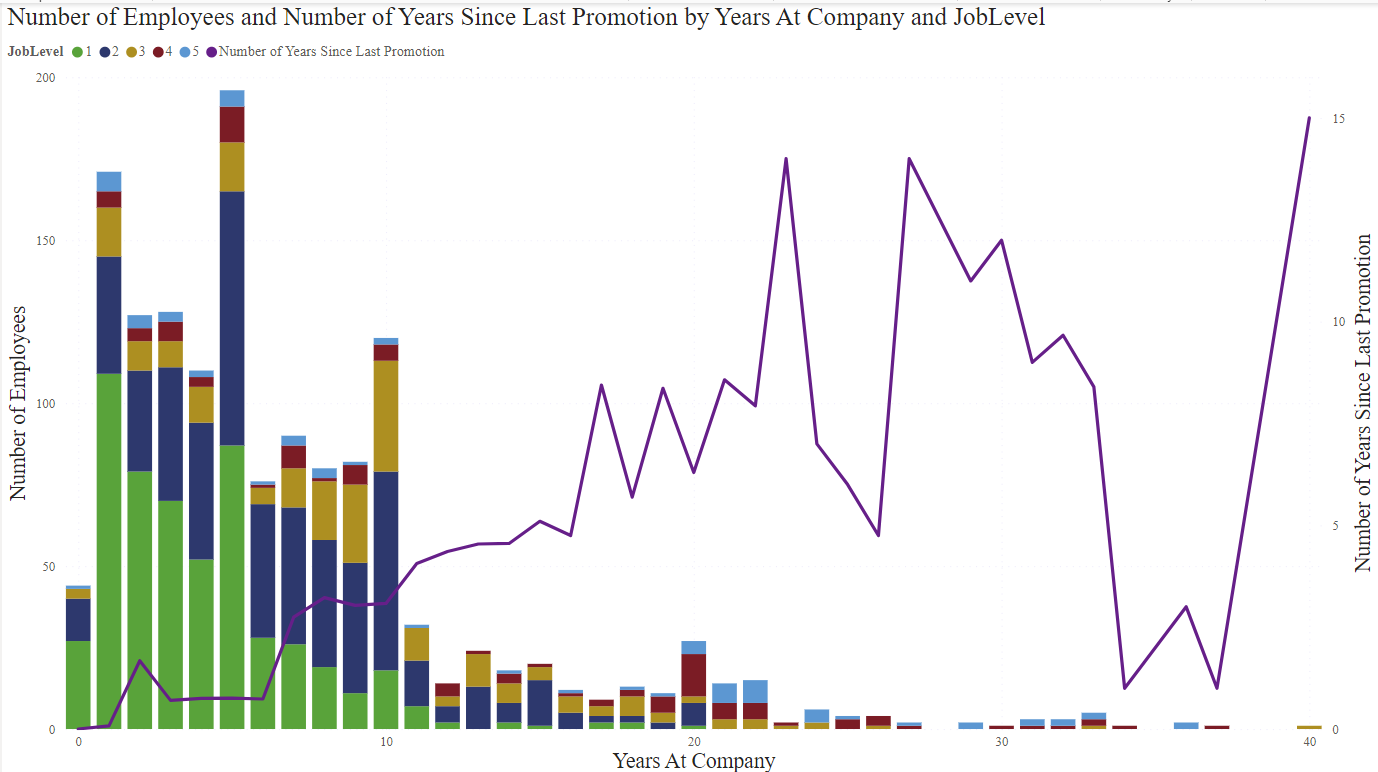 Number of Employees and Number of Years Since Last Promotion by Years At Company and JobLevel
JobLevel 1 2 3 4 5 Number of Years Since Last Promotion
200
150
100
50
0
Number of Employees
15
10
5
0
Number of Years Since Last Promotion
0 10 20 30 40
Years At Company